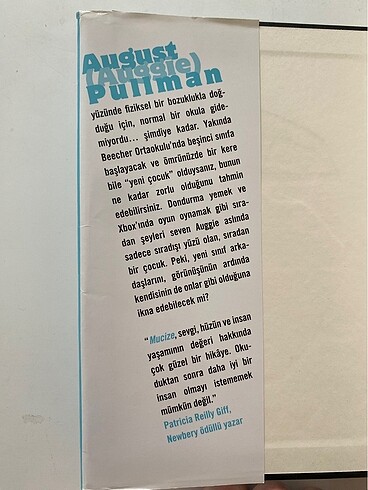 August
(Auggie)
Pullman
yüzünde fiziksel bir bozuklukla doğ-
duğu için, normal bir okula gide-
miyordu... şimdiye kadar. Yakında
Beecher Ortaokulu'nda beşinci sınıfa
başlayacak ve ömrünüzde bir kere
bile "yeni çocuk" olduysanız, bunun
ne kadar zorlu olduğunu tahmin
edebilirsiniz. Dondurma yemek ve
Xbox'ında oyun oynamak gibi sıra-
dan şeyleri seven Auggie aslında
sadece sıradışı yüzü olan, sıradan
bir çocuk. Peki, yeni sınıf arka-
daşlarını, görünüşünün ardında
kendisinin de onlar gibi olduğuna
ikna edebilecek mi?
"Mucize, sevgi, hüzün ve insan
yaşamının değeri hakkında
çok güzel bir hikâye. Oku-
duktan sonra daha iyi bir
insan olmayı istememek
mümkün değil."
Patricia Reilly Giff,
Newbery ödüllü yazar